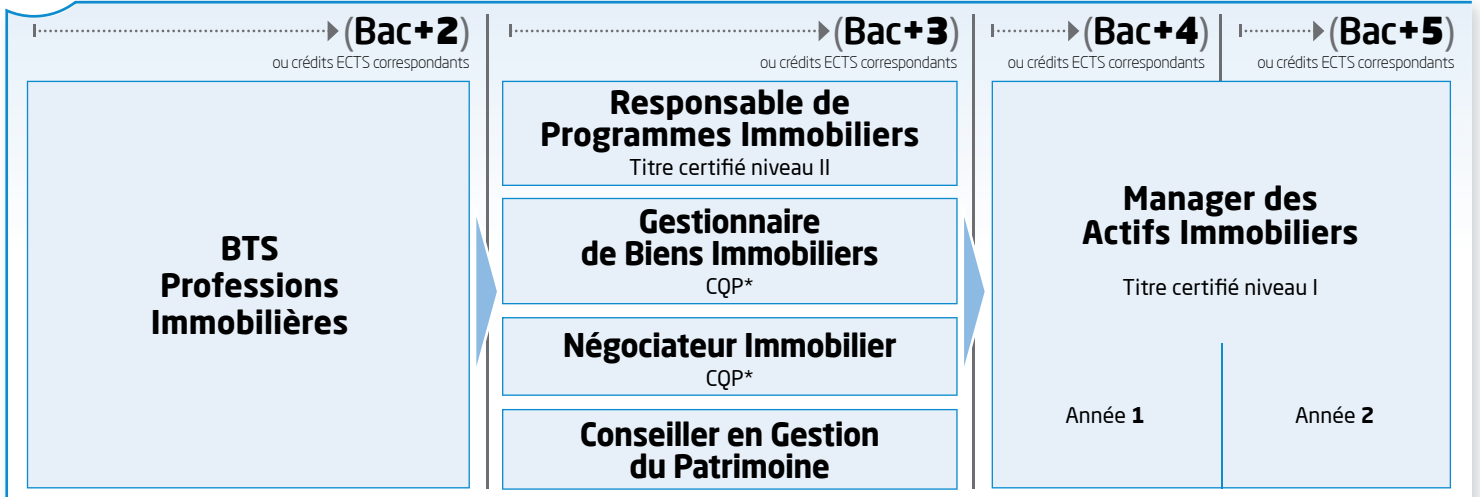 (Bac+2)
ou crédits ECTS correspondants
BTS
Professions
Immobilières
(Bac+3)
ou crédits ECTS correspondants
Responsable de
Programmes Immobiliers
Titre certifié niveau II
Gestionnaire
de Biens Immobiliers
CQP*
Négociateur Immobilier
CQP*
Conseiller en Gestion
du Patrimoine
(Bac+4)
ou crédits ECTS correspondants
(Bac+5)
ou crédits ECTS correspondants
Manager des
Actifs Immobiliers
Titre certifié niveau I
Année 1
Année 2